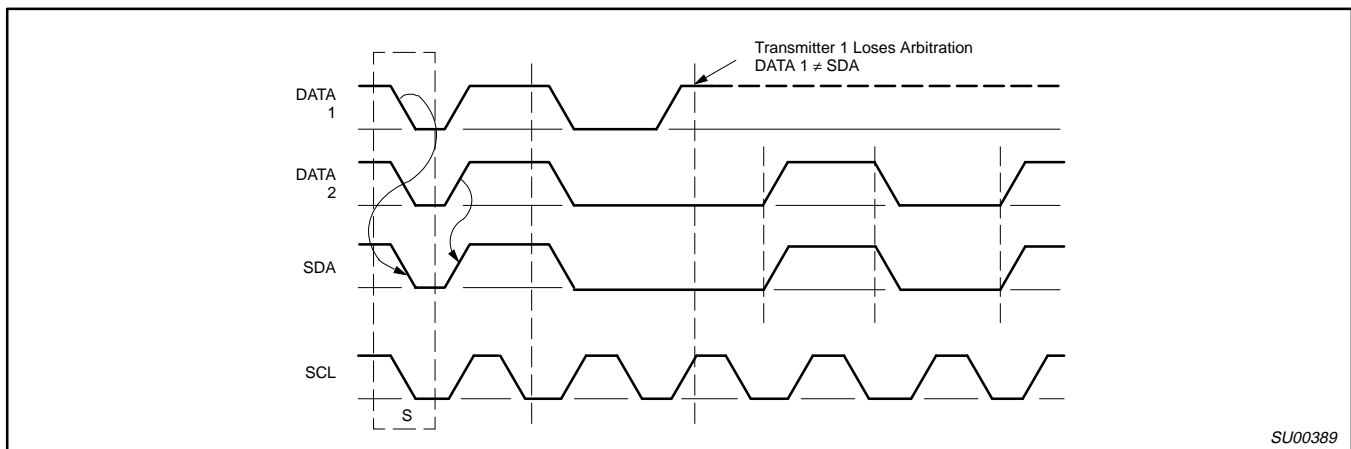 Transmitter 1 Loses Arbitration
DATA 1 ≠ SDA
DATA
1
DATA
2
SDA
SCL
S
SU00389